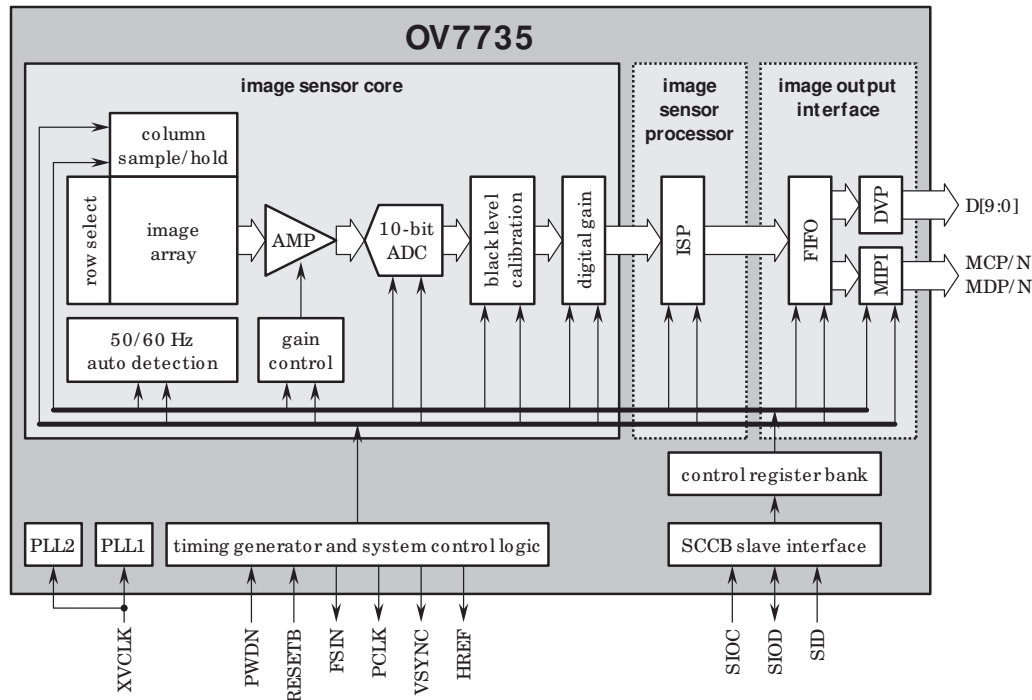 OV7735
image sensor core
image
sensor
processor
image output
interface
column
sample/hold
row select
image
array
AMP
10-bit
ADC
black level
calibration
digital gain
ISP
FIFO
DVP
MIPI
D[9:0]
MCP/N
MDP/N
50/60 Hz
auto detection
gain
control
control register bank
PLL2
PLL1
timing generator and system control logic
SCCB slave interface
XVCLK
PWDN
RESETB
FSIN
PCLK
VSYNC
HREF
SIOC
SIOD
SID